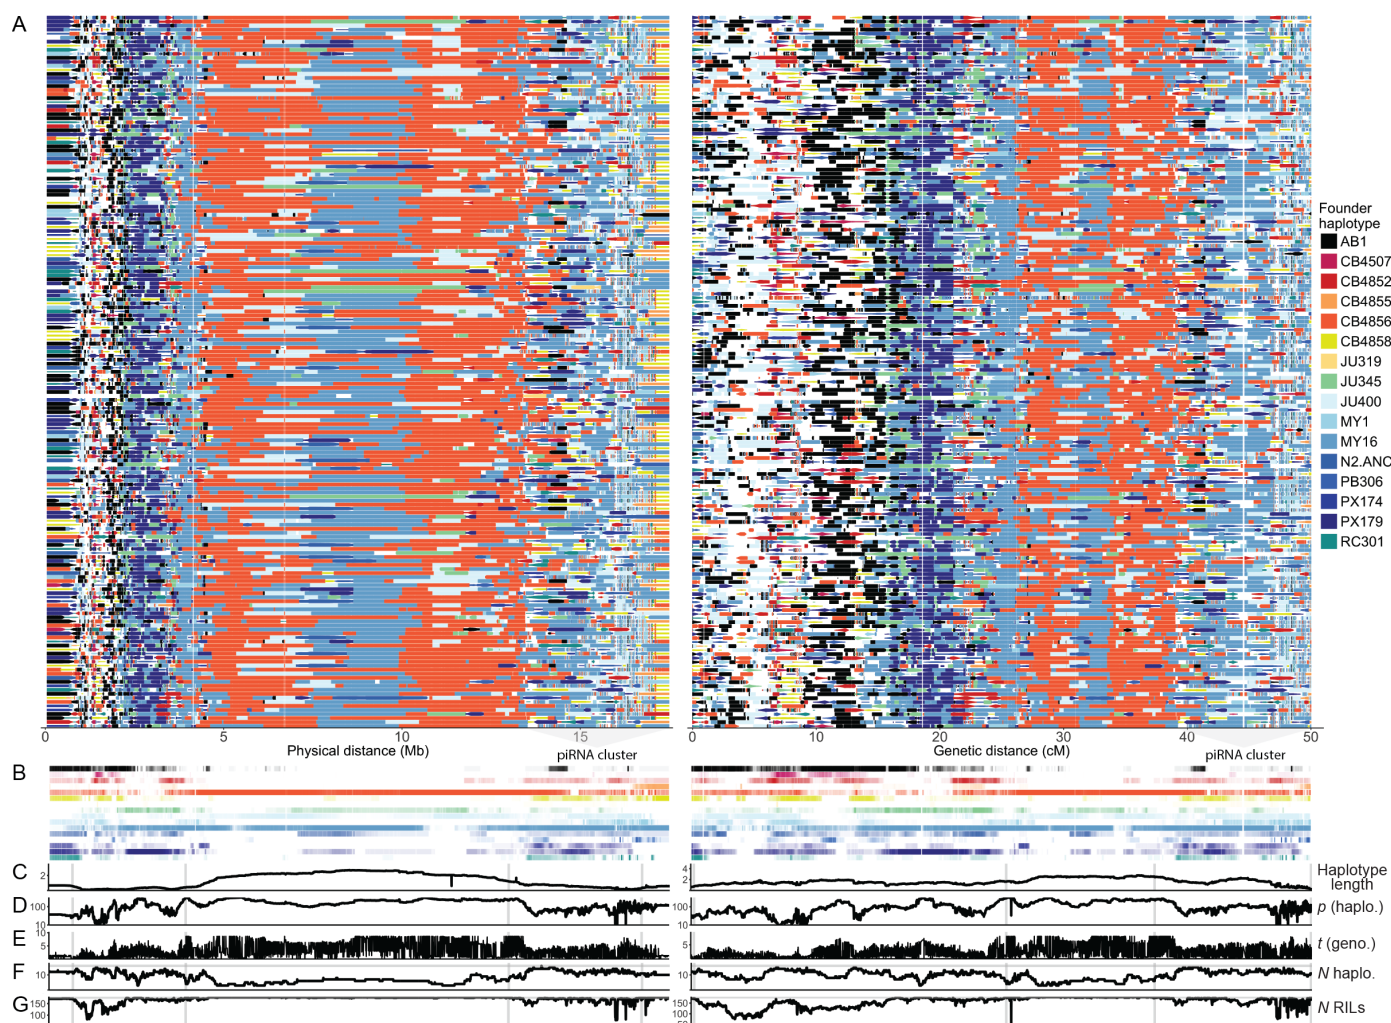 A
0 5 10 15
Physical distance (Mb)
piRNA cluster
0 10 20 30 40 50
Genetic distance (cM)
piRNA cluster
Founder
haplotype
AB1
CB4507
CB4852
CB4855
CB4856
CB4858
JU319
JU345
JU400
MY1
MY16
N2.ANC
PB306
PX174
PX179
RC301
B
C
2
4
2
Haplotype
length
D
100
10
100
10
p (haplo.)
E
10
5
0
5
t (geno.)
F
10
10
N haplo.
G
150
100
150
100
N RILs